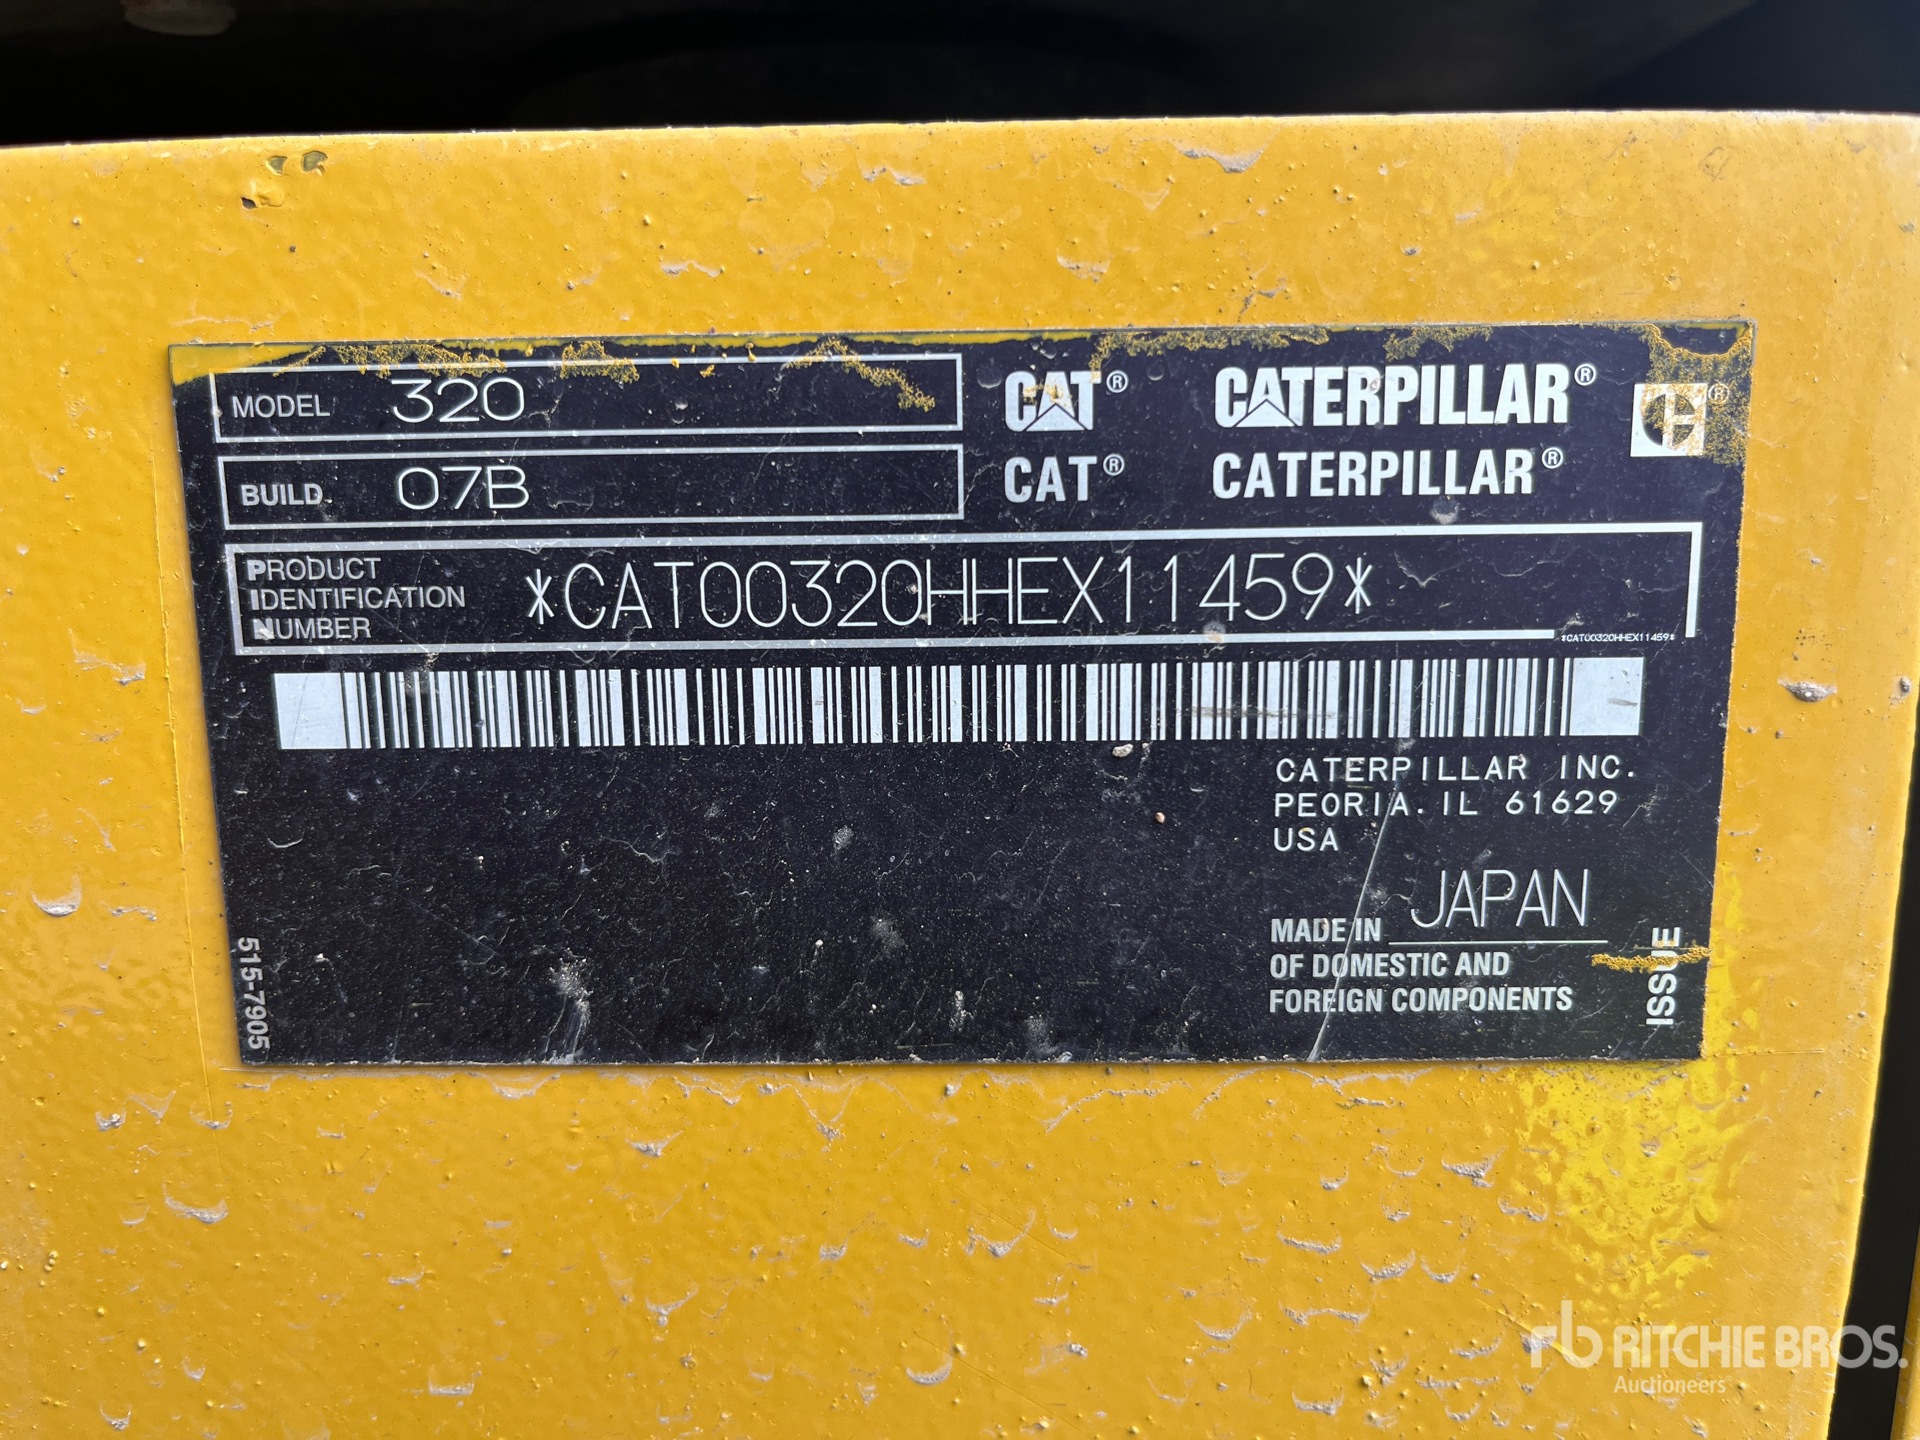 MODEL 320
BUILD 07B
CAT® CATERPILLAR®
CAT® CATERPILLAR®
®
PRODUCT
IDENTIFICATION
NUMBER
*CAT00320HHEX11459*
*CAT00320HHEX11459*
CATERPILLAR INC.
PEORIA. IL 61629
USA
MADE IN JAPAN
OF DOMESTIC AND
FOREIGN COMPONENTS
515-7905
rb RITCHIE BROS.
Auctioneers